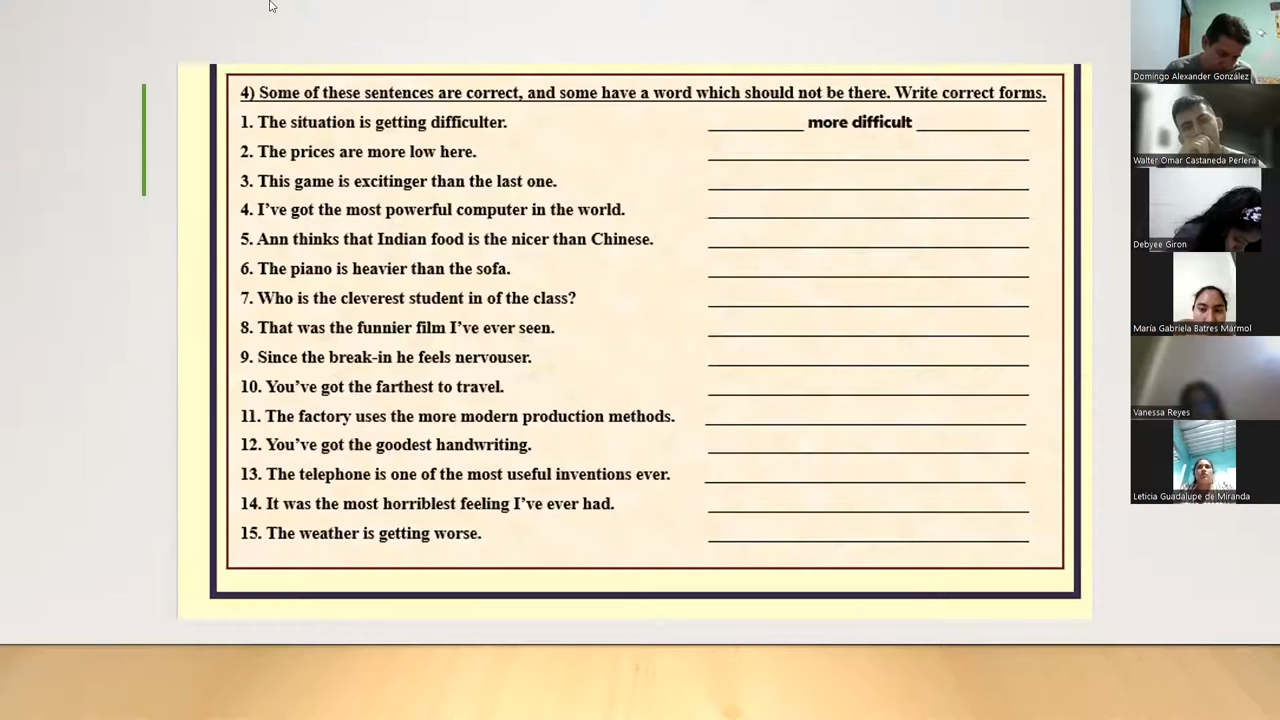 4) Some of these sentences are correct, and some have a word which should not be there. Write correct forms.
1. The situation is getting difficulter. __________ more difficult ____________
2. The prices are more low here.
3. This game is excitinger than the last one.
4. I've got the most powerful computer in the world.
5. Ann thinks that Indian food is the nicer than Chinese.
6. The piano is heavier than the sofa.
7. Who is the cleverest student in of the class?
8. That was the funnier film I've ever seen.
9. Since the break-in he feels nervouser.
10. You've got the farthest to travel.
11. The factory uses the more modern production methods.
12. You've got the goodest handwriting.
13. The telephone is one of the most useful inventions ever.
14. It was the most horriblest feeling I've ever had.
15. The weather is getting worse.
Domingo Alexander González
Walter Omar Castaneda Perlera
Debyee Giron
María Gabriela Batres Mármol
Vanessa Reyes
Leticia Guadalupe de Miranda